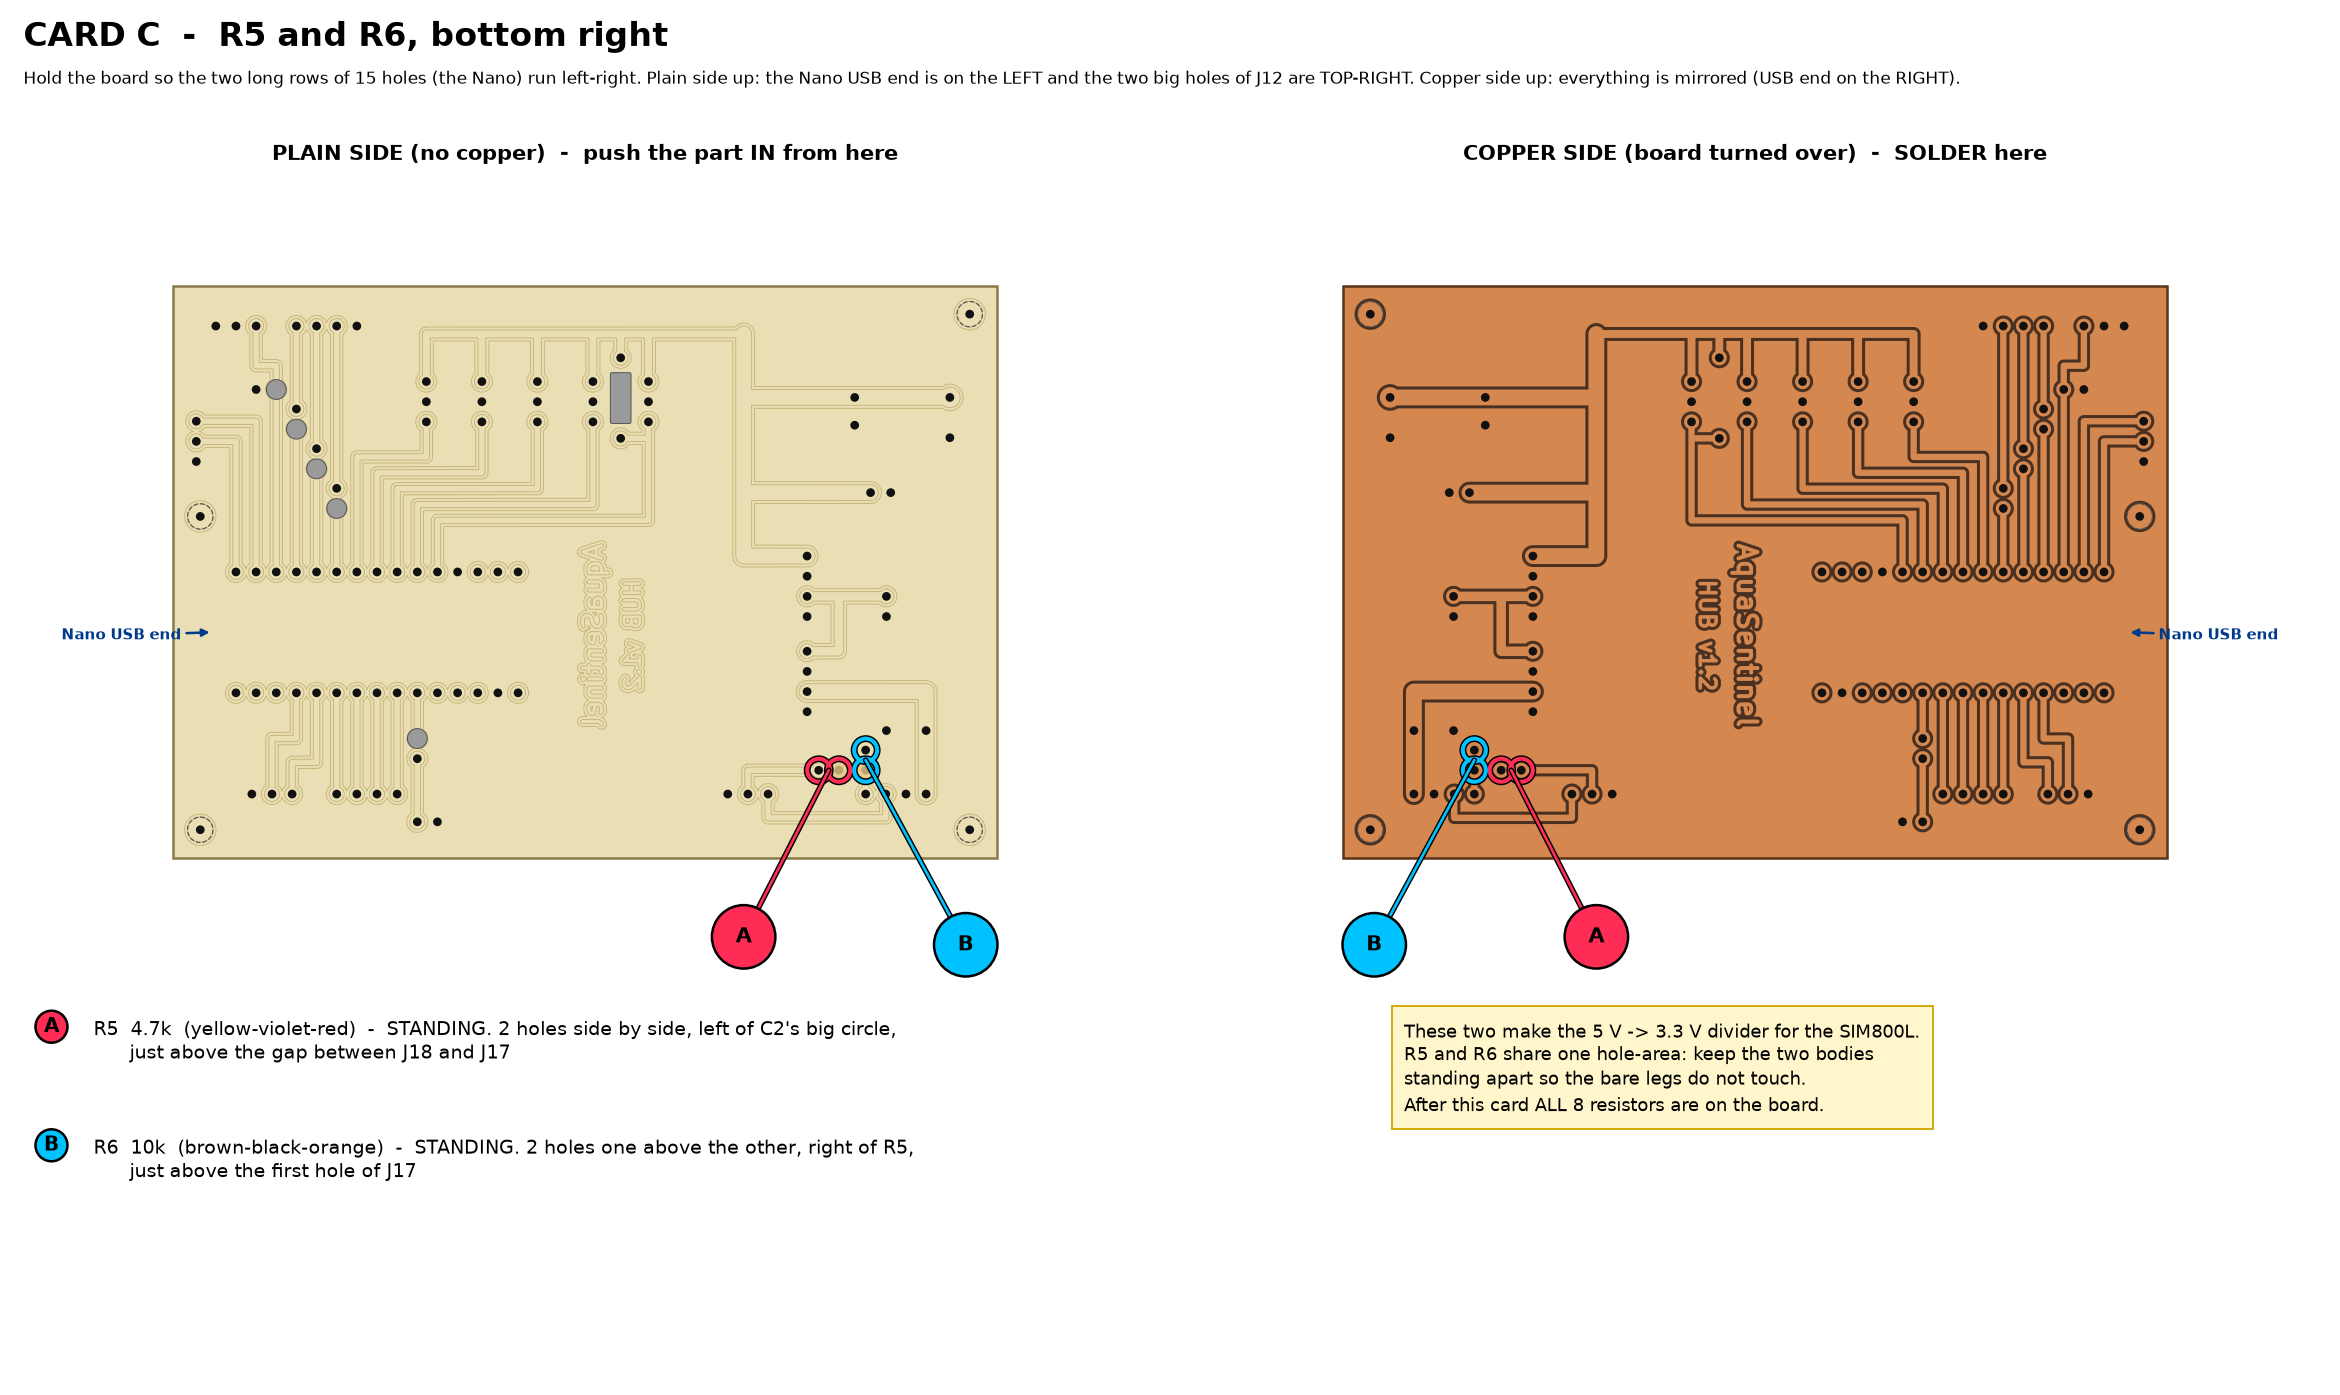 CARD C  -  R5 and R6, bottom right
Hold the board so the two long rows of 15 holes (the Nano) run left-right. Plain side up: the Nano USB end is on the LEFT and the two big holes of J12 are TOP-RIGHT. Copper side up: everything is mirrored (USB end on the RIGHT).
PLAIN SIDE (no copper)  -  push the part IN from here
COPPER SIDE (board turned over)  -  SOLDER here
AquaSentinel
HUB v1.2
AquaSentinel
HUB v1.2
Nano USB end
Nano USB end
A
B
B
A
A
R5  4.7k  (yellow-violet-red)  -  STANDING. 2 holes side by side, left of C2's big circle,
just above the gap between J18 and J17
B
R6  10k  (brown-black-orange)  -  STANDING. 2 holes one above the other, right of R5,
just above the first hole of J17
These two make the 5 V -> 3.3 V divider for the SIM800L.
R5 and R6 share one hole-area: keep the two bodies
standing apart so the bare legs do not touch.
After this card ALL 8 resistors are on the board.